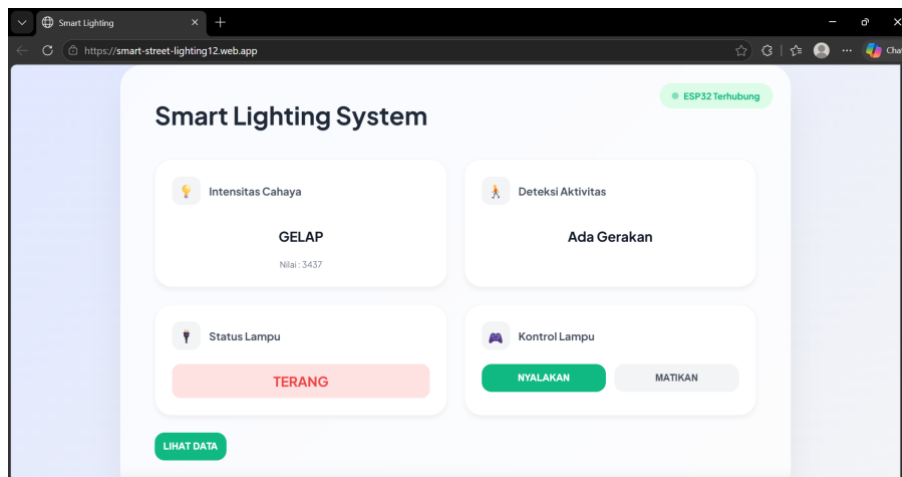 Smart Lighting
https://smart-street-lighting12.web.app
Smart Lighting System
ESP32 Terhubung
Intensitas Cahaya
GELAP
Nilai : 3437
Deteksi Aktivitas
Ada Gerakan
Status Lampu
TERANG
Kontrol Lampu
NYALAKAN
MATIKAN
LIHAT DATA